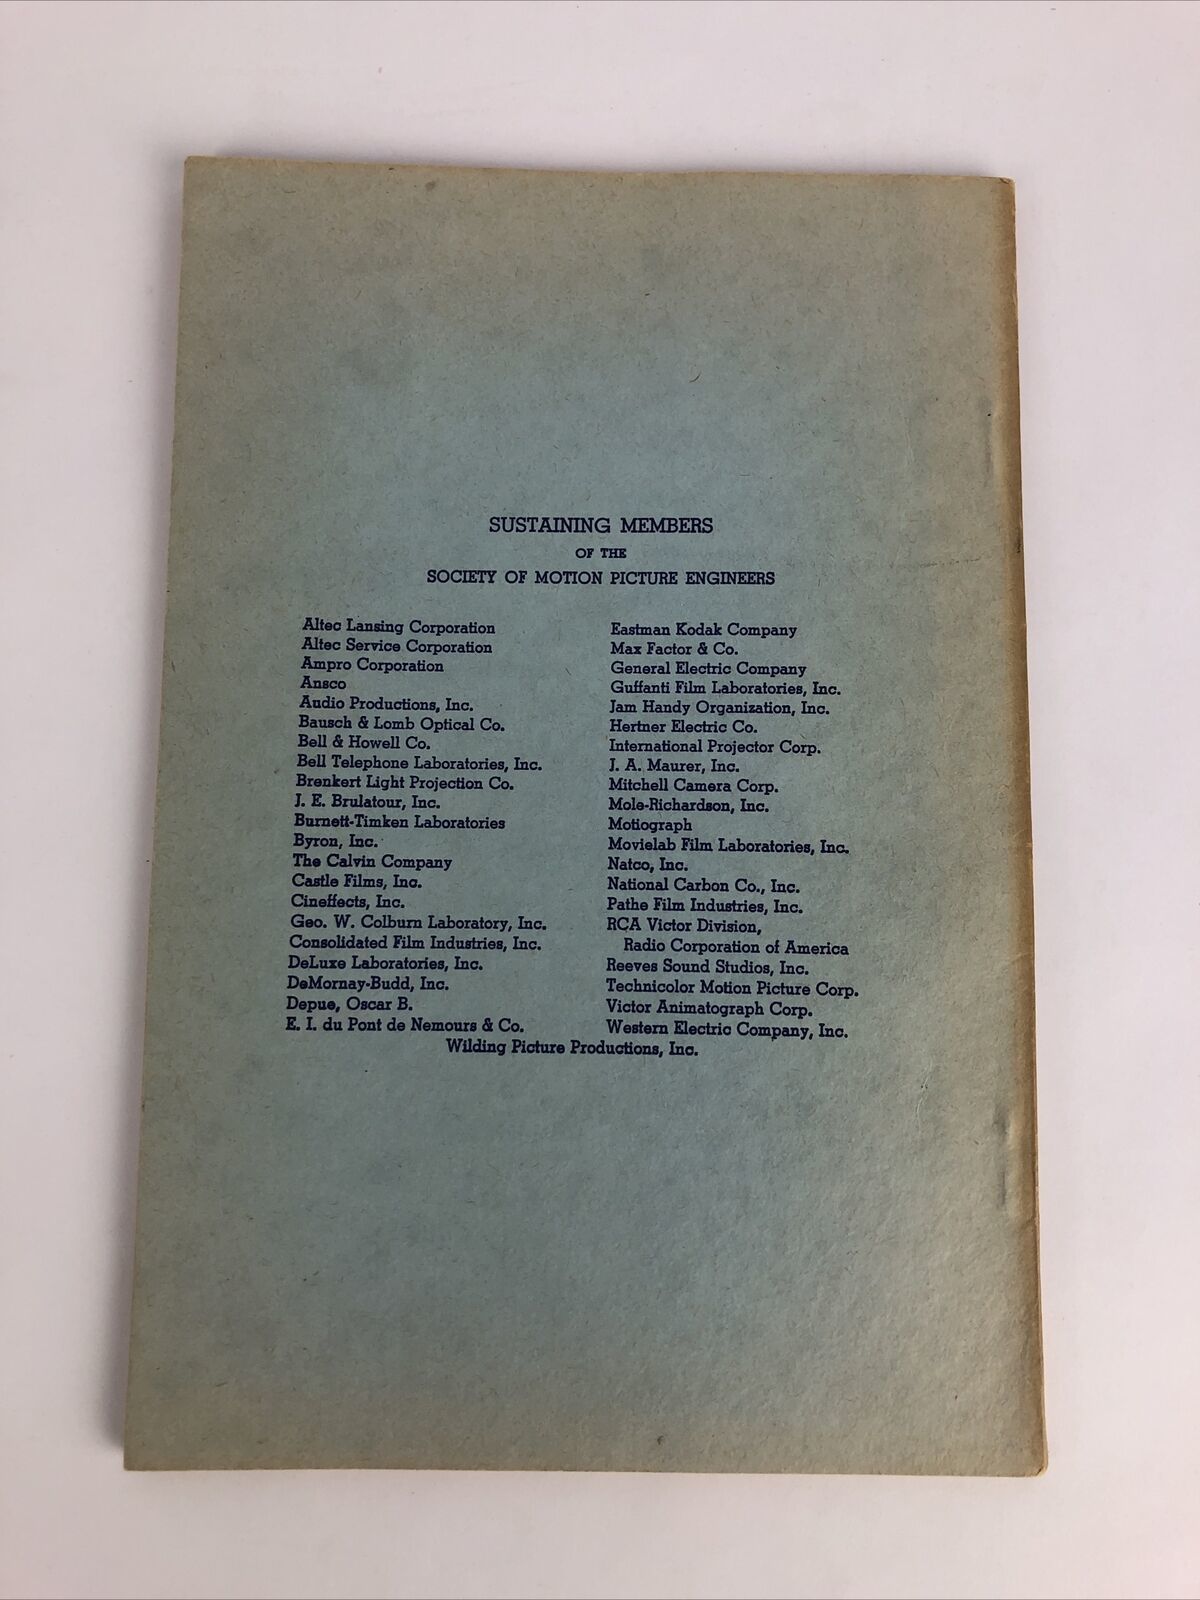 SUSTAINING MEMBERS
OF THE
SOCIETY OF MOTION PICTURE ENGINEERS
Altec Lansing Corporation
Altec Service Corporation
Ampro Corporation
Ansco
Audio Productions, Inc.
Bausch & Lomb Optical Co.
Bell & Howell Co.
Bell Telephone Laboratories, Inc.
Brenkert Light Projection Co.
J. E. Brulatour, Inc.
Burnett-Timken Laboratories
Byron, Inc.
The Calvin Company
Castle Films, Inc.
Cineffects, Inc.
Geo. W. Colburn Laboratory, Inc.
Consolidated Film Industries, Inc.
DeLuxe Laboratories, Inc.
DeMornay-Budd, Inc.
Depue, Oscar B.
E. I. du Pont de Nemours & Co.
Eastman Kodak Company
Max Factor & Co.
General Electric Company
Guffanti Film Laboratories, Inc.
Jam Handy Organization, Inc.
Hertner Electric Co.
International Projector Corp.
J. A. Maurer, Inc.
Mitchell Camera Corp.
Mole-Richardson, Inc.
Motiograph
Movielab Film Laboratories, Inc.
Natco, Inc.
National Carbon Co., Inc.
Pathe Film Industries, Inc.
RCA Victor Division,
Radio Corporation of America
Reeves Sound Studios, Inc.
Technicolor Motion Picture Corp.
Victor Animatograph Corp.
Western Electric Company, Inc.
Wilding Picture Productions, Inc.